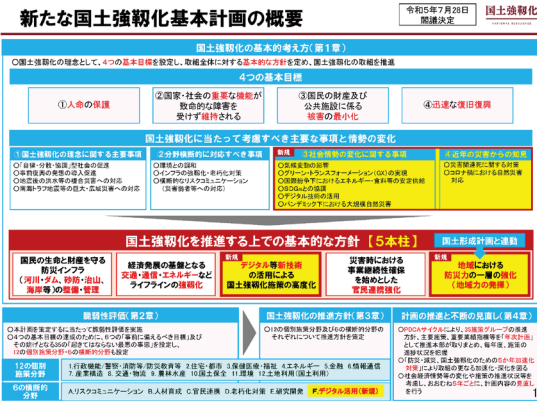 新たな国土強靱化基本計画の概要
令和5年7月28日
閣議決定
国土強靱化
国土強靱化の基本的考え方（第1章）
○国土強靱化の理念として、4つの基本目標を設定し、取組全体に対する基本的な方針を定め、国土強靱化の取組を推進
4つの基本目標
①人命の保護
②国家・社会の重要な機能が
致命的な障害を
受けず維持される
③国民の財産及び
公共施設に係る
被害の最小化
④迅速な復旧復興
国土強靱化に当たって考慮すべき主要な事項と情勢の変化
1国土強靱化の理念に関する主要事項
○「自律・分散・協調」型社会の促進
○事前復興の発想の導入促進
○地震後の洪水等の複合災害への対応
○南海トラフ地震等の巨大・広域災害への対応
2分野横断的に対応すべき事項
○環境との調和
○インフラの強靱化・老朽化対策
○横断的なリスクコミュニケーション
（災害弱者等への対応）
新規
3社会情勢の変化に関する事項
○気候変動の影響
○グリーン・トランスフォーメーション（GX）の実現
○国際紛争下におけるエネルギー・食料等の安定供給
○SDGsとの協調
○デジタル技術の活用
○パンデミック下における大規模自然災害
4近年の災害からの知見
○災害関連死に関する対策
○コロナ禍における自然災害
対応
国土強靱化を推進する上での基本的な方針【5本柱】
国土形成計画と連動
国民の生命と財産を守る
防災インフラ
（河川・ダム、砂防・治山、
海岸等）の整備・管理
経済発展の基盤となる
交通・通信・エネルギーなど
ライフラインの強靱化
新規
デジタル等新技術
の活用による
国土強靱化施策の高度化
災害時における
事業継続性確保
を始めとした
官民連携強化
新規
地域における
防災力の一層の強化
（地域力の発揮）
脆弱性評価（第2章）
○本計画を策定するに当たって脆弱性評価を実施
○4つの基本目標の達成のために、6つの「事前に備えるべき目標」及び
その妨げとなる35の「起きてはならない最悪の事態」を設定し、
12の個別施策分野・6の横断的分野も設定
国土強靱化の推進方針（第3章）
○12の個別施策分野及び6の横断的分野
のそれぞれについて推進方針を策定
計画の推進と不断の見直し（第4章）
○PDCAサイクルにより、35施策グループの推進
方針、主要施策、重要業績指標等を「年次計画」
として推進本部が取りまとめ、毎年度、施策の
進捗状況を把握
○「防災・減災、国土強靱化のための5か年加速化
対策」により取組の更なる加速化・深化を図る
○社会経済情勢等の変化や施策の推進状況等を
考慮し、おおむね5年ごとに、計画内容の見直し
を行う
12の個別
施策分野
1.行政機能/警察・消防等/防災教育等 2.住宅・都市 3.保健医療・福祉 4.エネルギー 5.金融 6.情報通信
7.産業構造 8.交通・物流 9.農林水産 10.国土保全 11.環境 12.土地利用（国土利用）
6の横断的
分野
A.リスクコミュニケーション B.人材育成 C.官民連携 D.老朽化対策 E.研究開発 F.デジタル活用（新規）
1